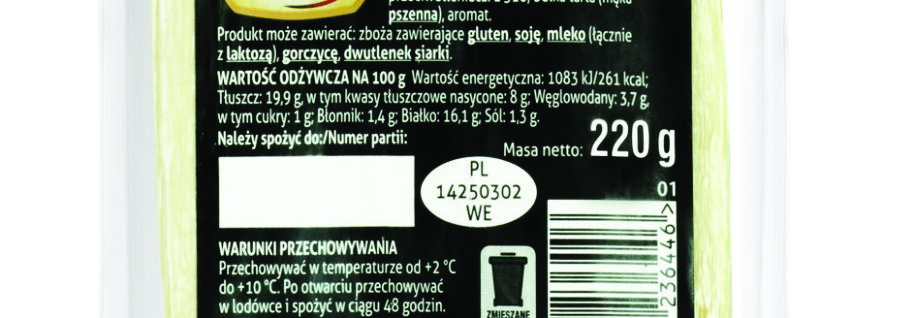 pszenna), aromat.
Produkt może zawierać: zboża zawierające gluten, soję, mleko (łącznie
z laktozą), gorczycę, dwutlenek siarki.
WARTOŚĆ ODŻYWCZA NA 100 g Wartość energetyczna: 1083 kJ/261 kcal;
Tłuszcz: 19,9 g, w tym kwasy tłuszczowe nasycone: 8 g; Węglowodany: 3,7 g,
w tym cukry: 1 g; Błonnik: 1,4 g; Białko: 16,1 g; Sól: 1,3 g.
Należy spożyć do:/Numer partii:
Masa netto: 220 g
PL
14250302
WE
01
236446>
WARUNKI PRZECHOWYWANIA
Przechowywać w temperaturze od +2 °C
do +10 °C. Po otwarciu przechowywać
w lodówce i spożyć w ciągu 48 godzin.
ZMIESZANE